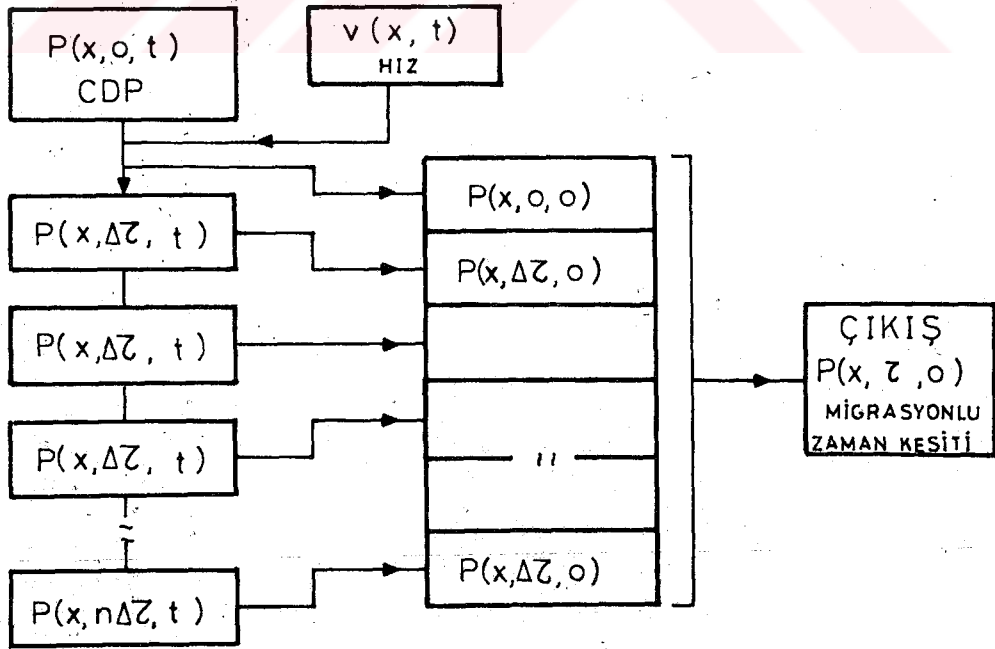 P(x,o,t)
CDP
v(x,t)
HIZ
P(x,Δτ,t)
P(x,Δτ,t)
P(x,Δτ,t)
P(x,nΔτ,t)
P(x,o,o)
P(x,Δτ,o)
P(x,Δτ,o)
ÇIKIŞ
P(x,τ,o)
MİGRASYONLU
ZAMAN KESİTİ